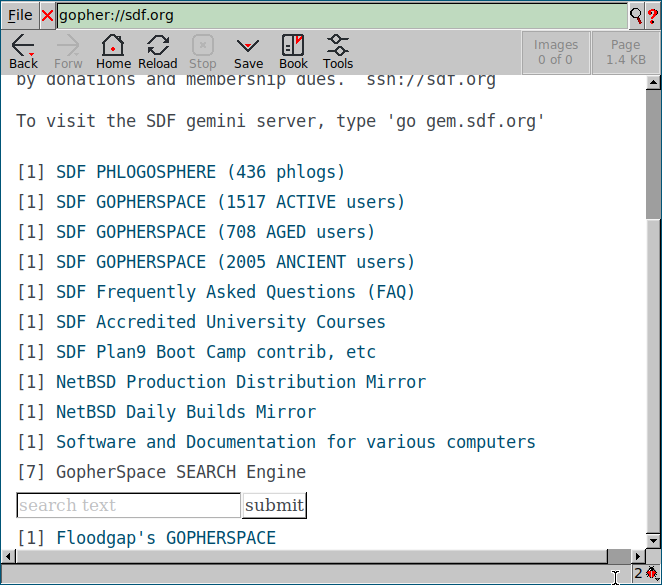 File
gopher://sdf.org
?
Back Forw Home Reload Stop Save Book Tools
Images
0 of 0
Page
1.4 KB
by donations and membership dues.  ssh://sdf.org
To visit the SDF gemini server, type 'go gem.sdf.org'
[1] SDF PHLOGOSPHERE (436 phlogs)
[1] SDF GOPHERSPACE (1517 ACTIVE users)
[1] SDF GOPHERSPACE (708 AGED users)
[1] SDF GOPHERSPACE (2005 ANCIENT users)
[1] SDF Frequently Asked Questions (FAQ)
[1] SDF Accredited University Courses
[1] SDF Plan9 Boot Camp contrib, etc
[1] NetBSD Production Distribution Mirror
[1] NetBSD Daily Builds Mirror
[1] Software and Documentation for various computers
[7] GopherSpace SEARCH Engine
search text submit
[1] Floodgap's GOPHERSPACE
2